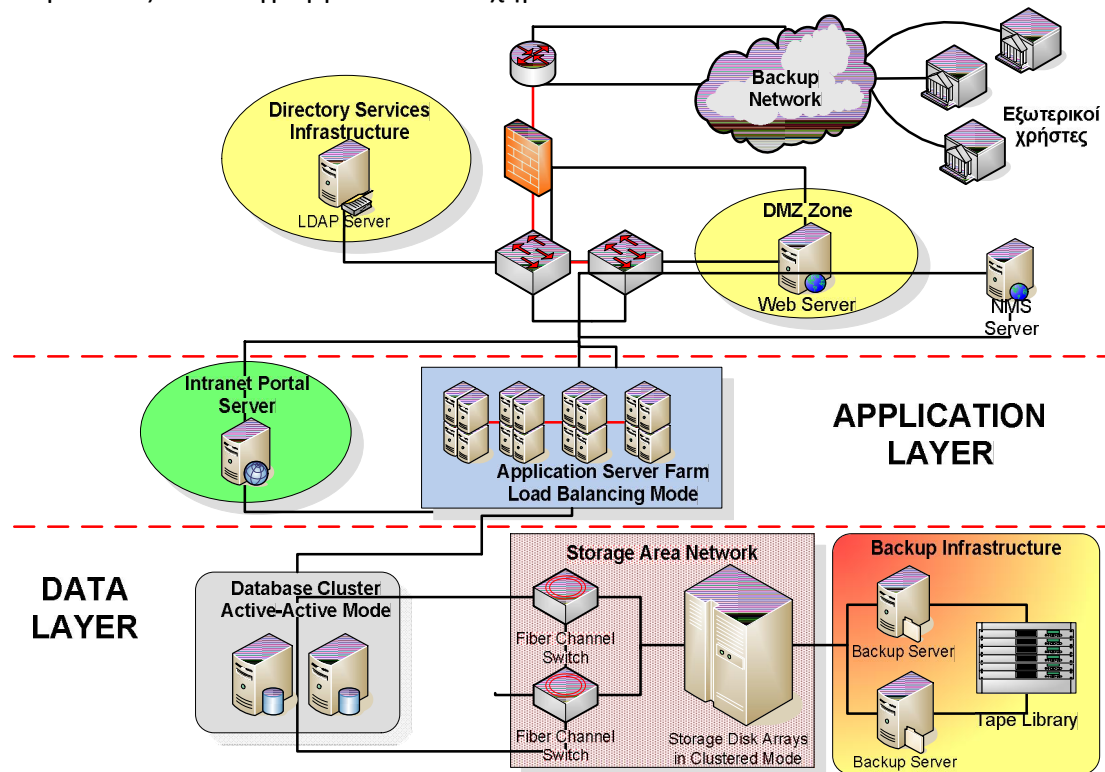 Backup
Network
Εξωτερικοί
χρήστες
Directory Services
Infrastructure
LDAP Server
DMZ Zone
Web Server
NMS
Server
Intranet Portal
Server
Application Server Farm
Load Balancing Mode
APPLICATION
LAYER
DATA
LAYER
Database Cluster
Active-Active Mode
Storage Area Network
Fiber Channel
Switch
Fiber Channel
Switch
Storage Disk Arrays
in Clustered Mode
Backup Infrastructure
Backup Server
Backup Server
Tape Library